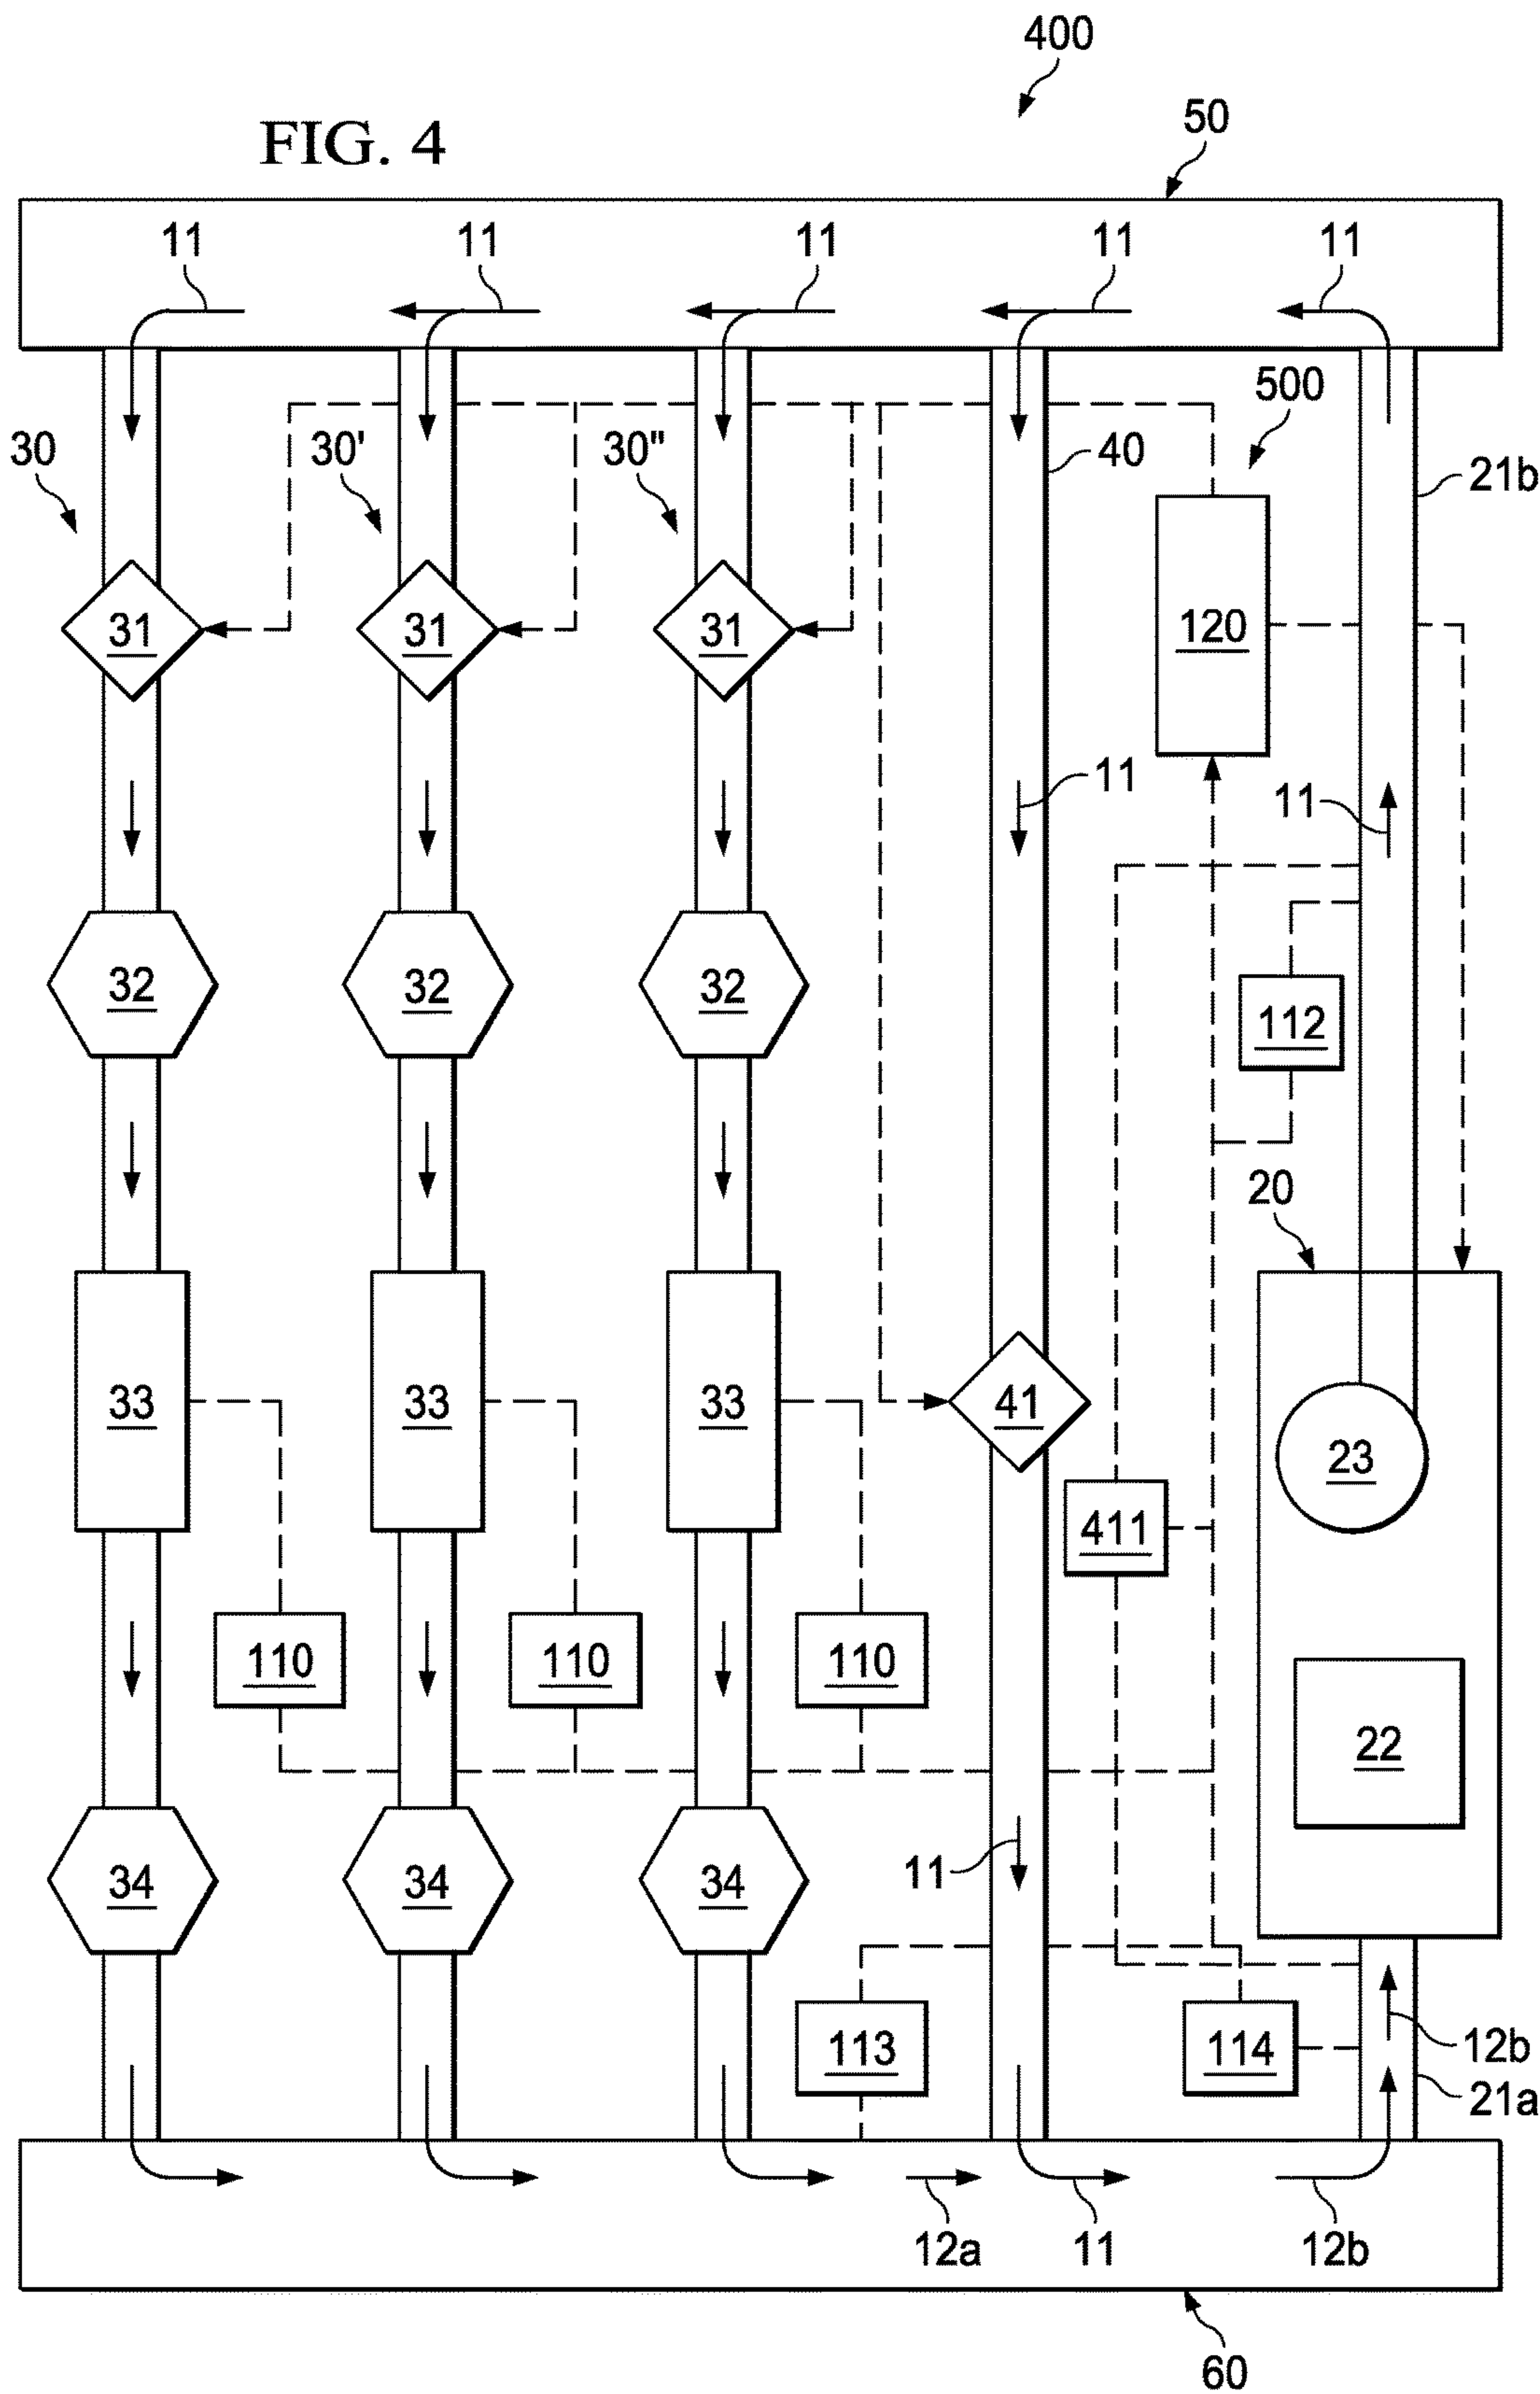 400
FIG. 4
50
11 11 11 11 11
500
30 30' 30" 40 21b
31 31 31 120
11 11
32 32 32 112
20
33 33 33 41 23
411
110 110 110
22
34 34 34 11
113 114 12b
21a
12a 11 12b
60